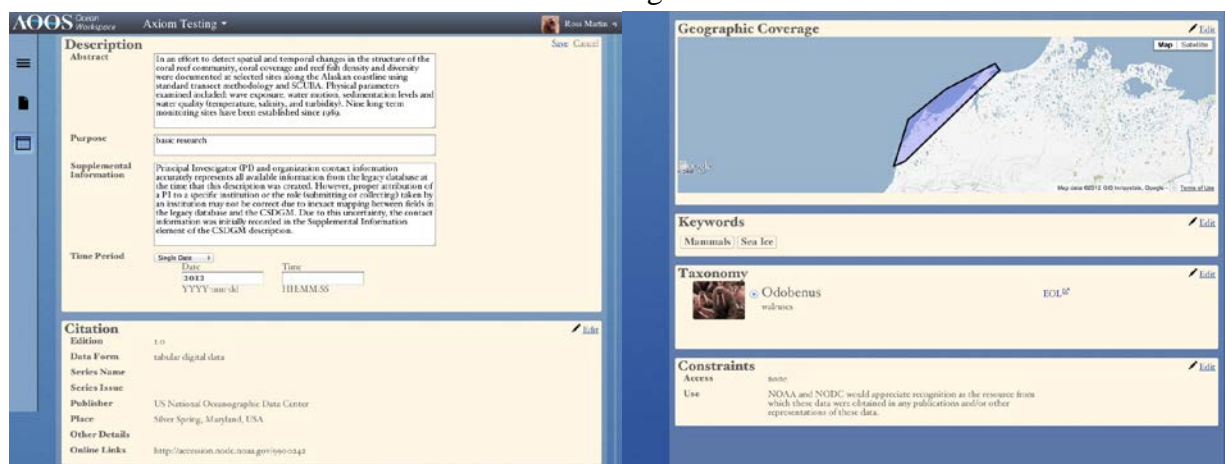 AOOS Ocean Workspace
Axiom Testing
Ross Martin
Description
Save Cancel
Abstract
In an effort to detect spatial and temporal changes in the structure of the
coral reef community, coral coverage and reef fish density and diversity
were documented at selected sites along the Alaskan coastline using
standard transect methodology and SCUBA. Physical parameters
examined included: wave exposure, water motion, sedimentation levels and
water quality (temperature, salinity, and turbidity). Nine long-term
monitoring sites have been established since 1989.
Purpose
basic research
Supplemental
Information
Principal Investigator (PI) and organization contact information
accurately represents all available information from the legacy database at
the time that this description was created. However, proper attribution of
a PI to a specific institution or the role (submitting or collecting) taken by
an institution may not be correct due to inexact mapping between fields in
the legacy database and the CSDGM. Due to this uncertainty, the contact
information was initially recorded in the Supplemental Information
element of the CSDGM description.
Time Period
Single Date
Date
Time
2012
YYYY-mm-dd
HH:MM:SS
Citation
Edit
Edition
1.0
Data Form
tabular digital data
Series Name
Series Issue
Publisher
US National Oceanographic Data Center
Place
Silver Spring, Maryland, USA
Other Details
Online Links
http://accession.nodc.noaa.gov/9900242
Geographic Coverage
Edit
Map
Satellite
Google
Map data ©2012 Google
Terms of Use
Keywords
Edit
Mammals
Sea Ice
Taxonomy
Edit
Odobenus
walruses
EOL
Constraints
Edit
Access
none
Use
NOAA and NODC would appreciate recognition as the resource from
which these data were obtained in any publications and/or other
representations of these data.